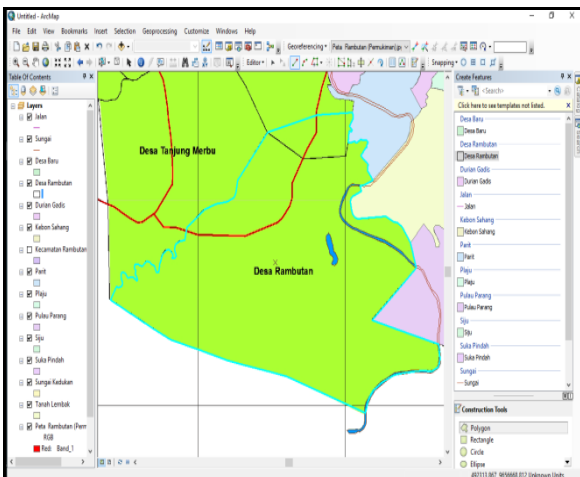 Untitled - ArcMap
File Edit View Bookmarks Insert Selection Geoprocessing Customize Windows Help
Georeferencing Peta Rambutan (Permukiman).jp
Editor Snapping
Table Of Contents
Layers
Jalan
Sungai
Desa Baru
Desa Rambutan
Durian Gadis
Kebon Sahang
Kecamatan Rambutan
Parit
Plaju
Pulau Parang
Siju
Suka Pindah
Sungai Kedukan
Tanah Lembak
Peta Rambutan (Perm
RGB
Red: Band_1
Desa Tanjung Merbu
Desa Rambutan
Create Features
<Search>
Click here to see templates not listed.
Desa Baru
Desa Baru
Desa Rambutan
Desa Rambutan
Durian Gadis
Durian Gadis
Jalan
Jalan
Kebon Sahang
Kebon Sahang
Parit
Parit
Plaju
Plaju
Pulau Parang
Pulau Parang
Siju
Siju
Suka Pindah
Suka Pindah
Sungai
Sungai
Construction Tools
Polygon
Rectangle
Circle
Ellipse
Unknown Units